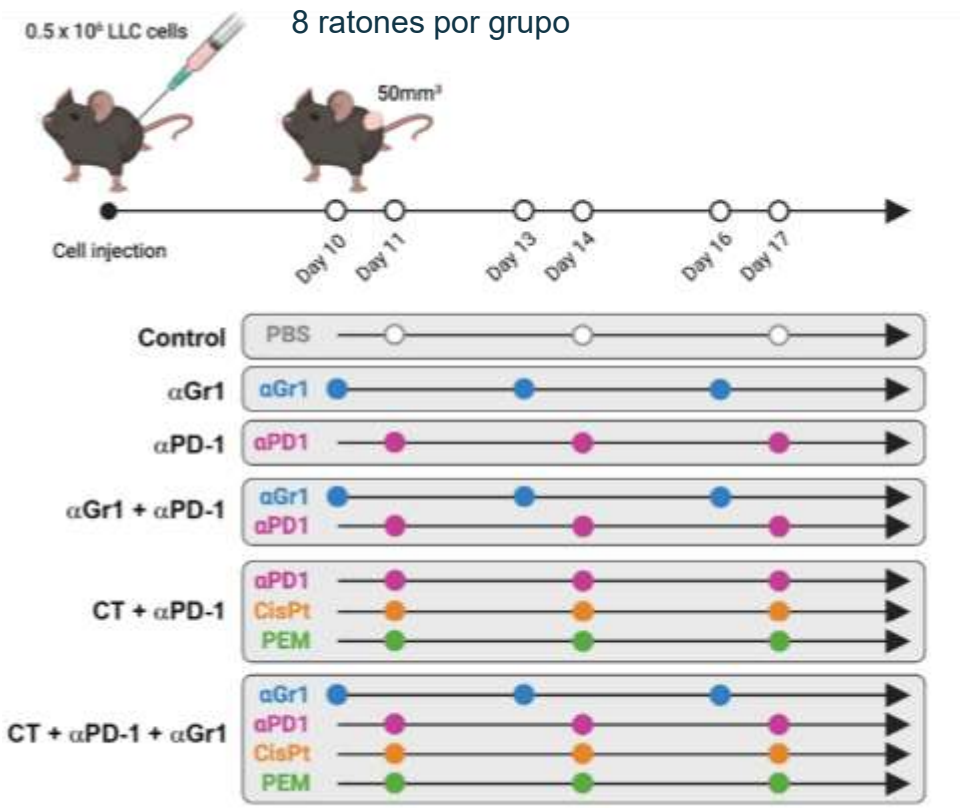 8 ratones por grupo
0.5 x 10⁶ LLC cells
50mm³
Cell injection
Day 10
Day 11
Day 13
Day 14
Day 16
Day 17
Control
PBS
αGr1
αGr1
αPD-1
αPD1
αGr1 + αPD-1
αGr1
αPD1
CT + αPD-1
αPD1
CisPt
PEM
CT + αPD-1 + αGr1
αGr1
αPD1
CisPt
PEM